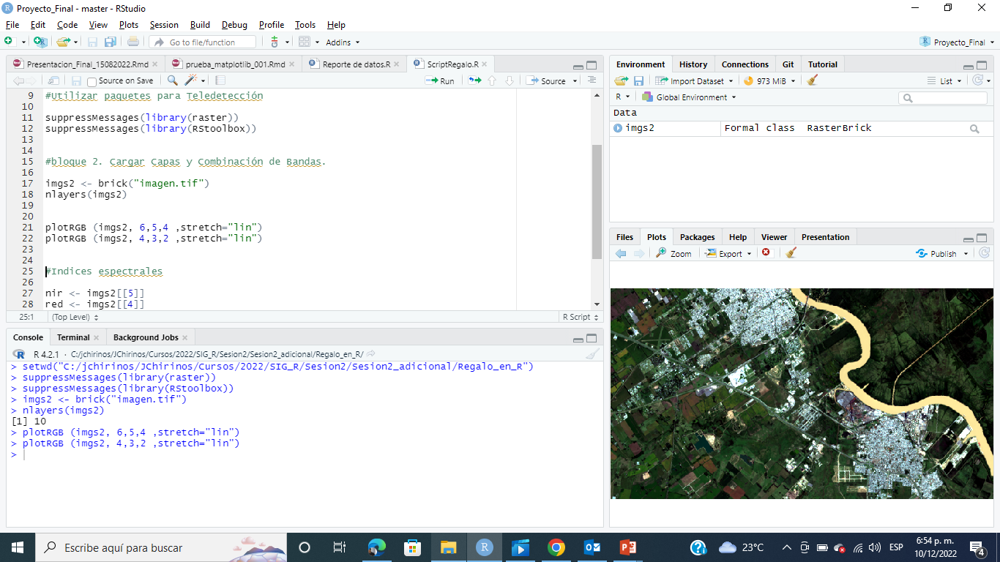 Proyecto_Final - master - RStudio
File Edit Code View Plots Session Build Debug Profile Tools Help
Go to file/function Addins Proyecto_Final
Presentacion_Final_15082022.Rmd prueba_matplotlib_001.Rmd Reporte de datos.R ScriptRegalo.R
Source on Save Run Source
9 #Utilizar paquetes para Teledetección
10
11 suppressMessages(library(raster))
12 suppressMessages(library(RStoolbox))
13
14
15 #bloque 2. Cargar Capas y Combinación de Bandas.
16
17 imgs2 <- brick("imagen.tif")
18 nlayers(imgs2)
19
20
21 plotRGB (imgs2, 6,5,4 ,stretch="lin")
22 plotRGB (imgs2, 4,3,2 ,stretch="lin")
23
24
25 #Indices espectrales
26
27 nir <- imgs2[[5]]
28 red <- imgs2[[4]]
25:1 (Top Level) R Script
Console Terminal Background Jobs
R 4.2.1 · C:/jchirinos/JChirinos/Cursos/2022/SIG_R/Sesion2/Sesion2_adicional/Regalo_en_R/
> setwd("C:/jchirinos/JChirinos/Cursos/2022/SIG_R/Sesion2/Sesion2_adicional/Regalo_en_R")
> suppressMessages(library(raster))
> suppressMessages(library(RStoolbox))
> imgs2 <- brick("imagen.tif")
> nlayers(imgs2)
[1] 10
> plotRGB (imgs2, 6,5,4 ,stretch="lin")
> plotRGB (imgs2, 4,3,2 ,stretch="lin")
>
Environment History Connections Git Tutorial
Import Dataset 973 MiB List
R Global Environment
Data
imgs2 Formal class RasterBrick
Files Plots Packages Help Viewer Presentation
Zoom Export Publish
Escribe aquí para buscar
23°C
ESP
6:54 p. m.
10/12/2022
4